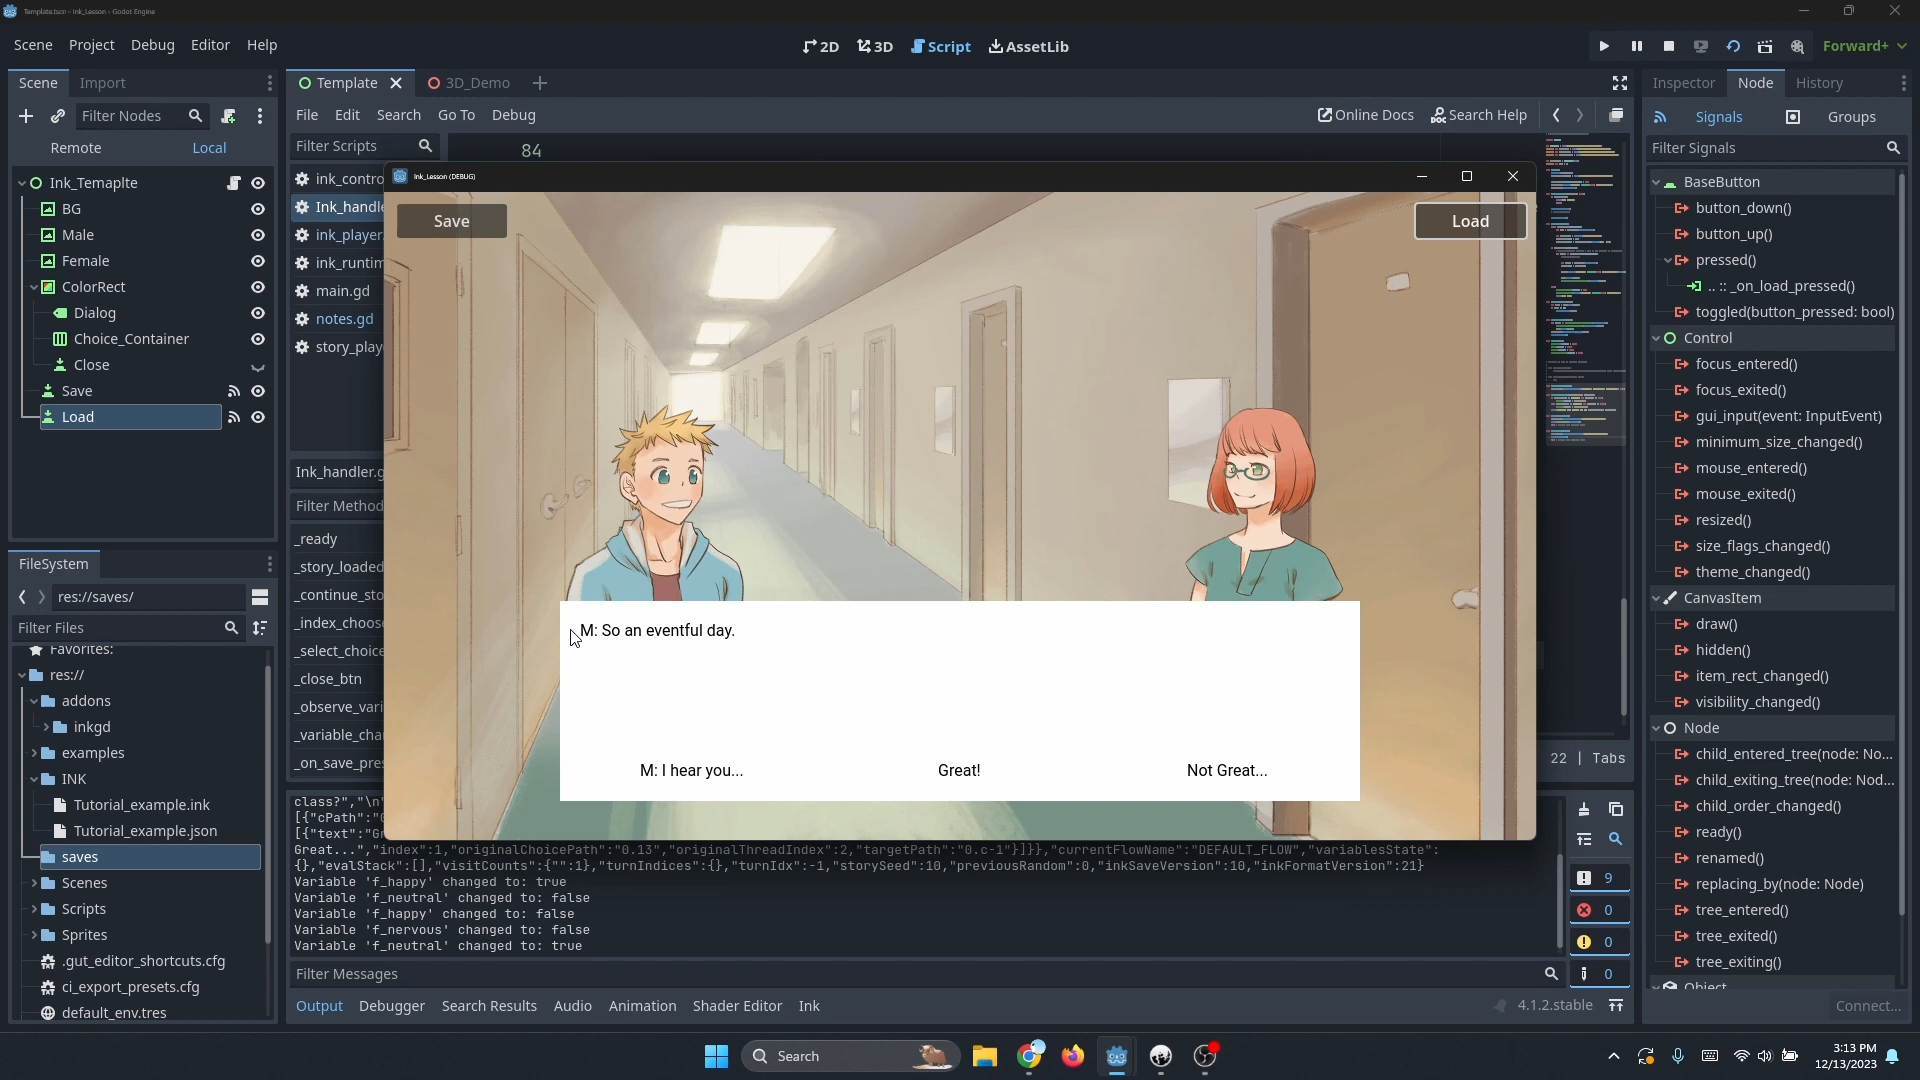 Template.tscn - Ink_Lesson - Godot Engine
Scene Project Debug Editor Help
2D 3D Script AssetLib
Forward+
Scene Import
Filter Nodes
Remote Local
Ink_Temaplte
BG
Male
Female
ColorRect
Dialog
Choice_Container
Close
Save
Load
FileSystem
res://saves/
Filter Files
Favorites:
res://
addons
inkgd
examples
INK
Tutorial_example.ink
Tutorial_example.json
saves
Scenes
Scripts
Sprites
.gut_editor_shortcuts.cfg
ci_export_presets.cfg
default_env.tres
Template 3D_Demo
File Edit Search Go To Debug
Online Docs Search Help
Filter Scripts
84
ink_contro
Ink_handle
ink_player.
ink_runtim
main.gd
notes.gd
story_play
Ink_handler.g
Filter Method
_ready
_story_loaded
_continue_sto
_index_choos
_select_choice
_close_btn
_observe_vari
_variable_cha
_on_save_pres
Ink_Lesson (DEBUG)
Save
Load
M: So an eventful day.
M: I hear you... Great! Not Great...
22 | Tabs
class?","\n"
[{"cPath":"
[{"text":"Gr
Great...","index":1,"originalChoicePath":"0.13","originalThreadIndex":2,"targetPath":"0.c-1"}]}},"currentFlowName":"DEFAULT_FLOW","variablesState":
{},"evalStack":[],"visitCounts":{"":1},"turnIndices":{},"turnIdx":-1,"storySeed":10,"previousRandom":0,"inkSaveVersion":10,"inkFormatVersion":21}
Variable 'f_happy' changed to: true
Variable 'f_neutral' changed to: false
Variable 'f_happy' changed to: false
Variable 'f_nervous' changed to: false
Variable 'f_neutral' changed to: true
9
0
0
0
Filter Messages
Output Debugger Search Results Audio Animation Shader Editor Ink
4.1.2.stable
Inspector Node History
Signals Groups
Filter Signals
BaseButton
button_down()
button_up()
pressed()
.. :: _on_load_pressed()
toggled(button_pressed: bool)
Control
focus_entered()
focus_exited()
gui_input(event: InputEvent)
minimum_size_changed()
mouse_entered()
mouse_exited()
resized()
size_flags_changed()
theme_changed()
CanvasItem
draw()
hidden()
item_rect_changed()
visibility_changed()
Node
child_entered_tree(node: No...
child_exiting_tree(node: Nod...
child_order_changed()
ready()
renamed()
replacing_by(node: Node)
tree_entered()
tree_exited()
tree_exiting()
Object
Connect...
Search
3:13 PM
12/13/2023